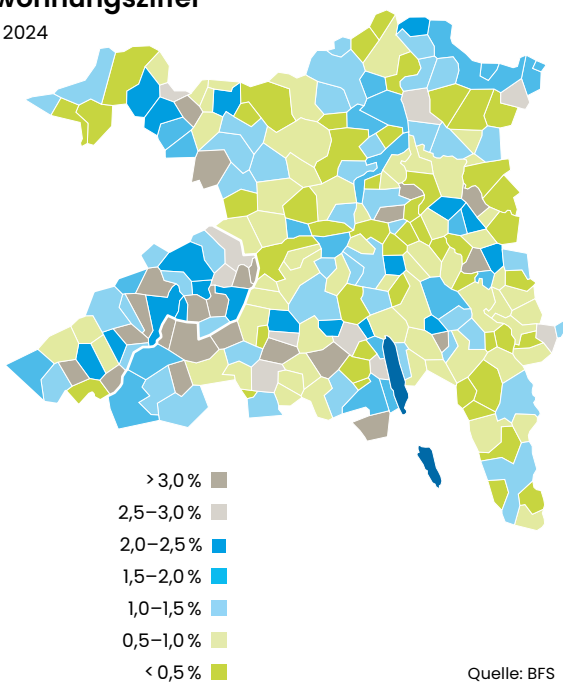 2024
> 3,0 %
2,5–3,0 %
2,0–2,5 %
1,5–2,0 %
1,0–1,5 %
0,5–1,0 %
< 0,5 %
Quelle: BFS